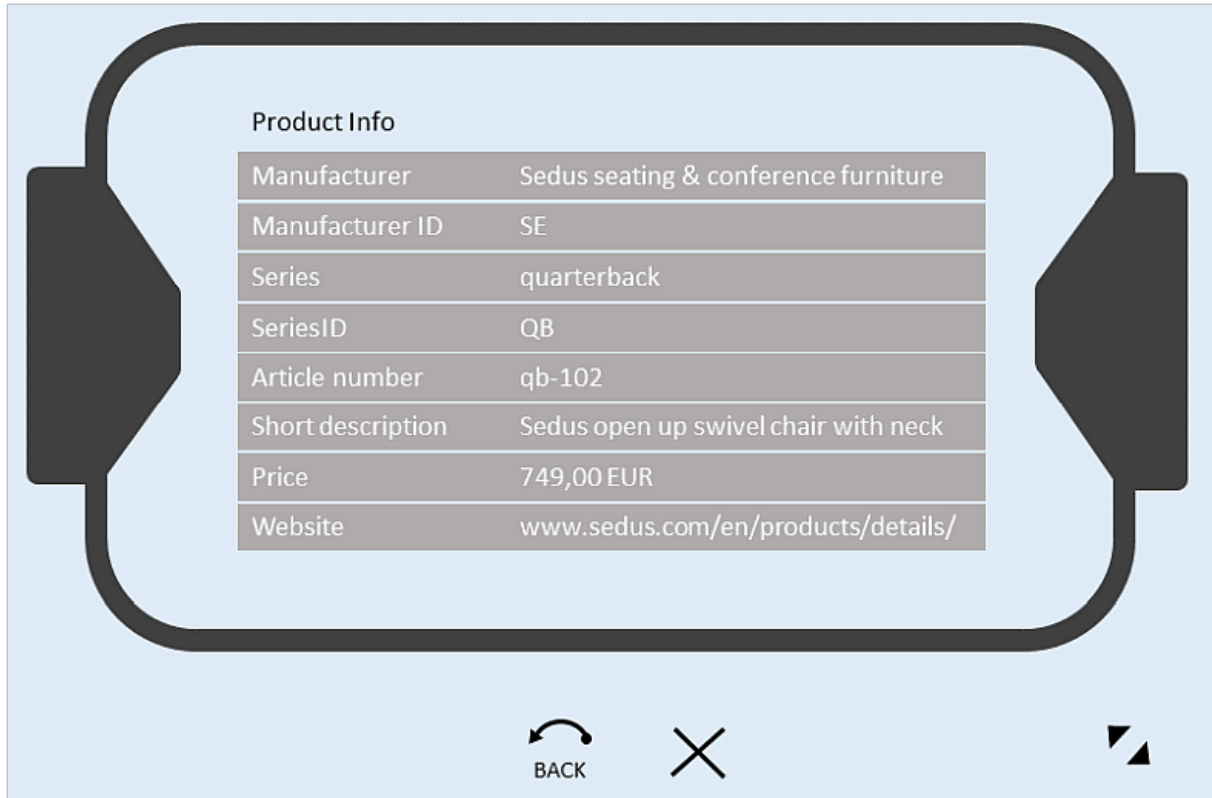 Product Info
Manufacturer Sedus seating & conference furniture
Manufacturer ID SE
Series quarterback
SeriesID QB
Article number qb-102
Short description Sedus open up swivel chair with neck
Price 749,00 EUR
Website www.sedus.com/en/products/details/
BACK